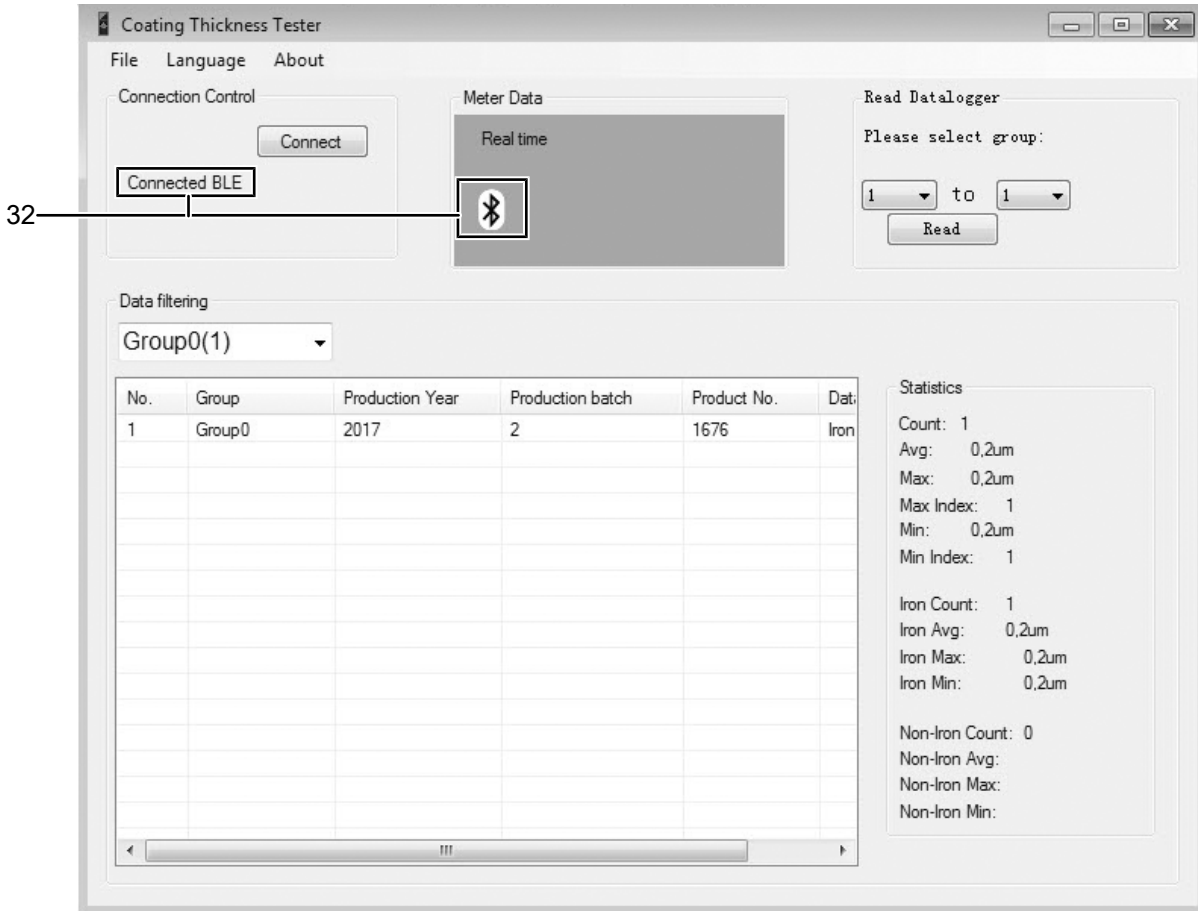 Coating Thickness Tester
File Language About
Connection Control
Connect
Connected BLE
32
Meter Data
Real time
Read Datalogger
Please select group:
1 to 1
Read
Data filtering
Group0(1)
No. Group Production Year Production batch Product No. Data
1 Group0 2017 2 1676 Iron
Statistics
Count: 1
Avg: 0,2um
Max: 0,2um
Max Index: 1
Min: 0,2um
Min Index: 1
Iron Count: 1
Iron Avg: 0,2um
Iron Max: 0,2um
Iron Min: 0,2um
Non-Iron Count: 0
Non-Iron Avg:
Non-Iron Max:
Non-Iron Min: